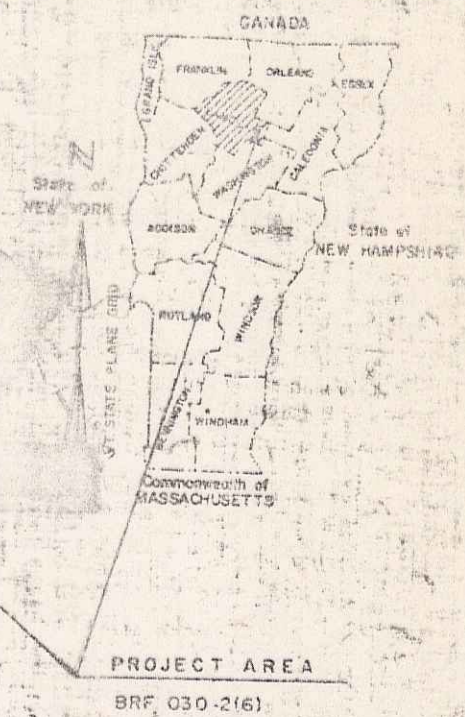 CANADA
GRAND ISLE
FRANKLIN
ORLEANS
ESSEX
CHITTENDEN
WASHINGTON
CALEDONIA
State of
NEW YORK
ADDISON
ORANGE
State of
NEW HAMPSHIRE
VT STATE PLANE GRID
RUTLAND
WINDSOR
BENNINGTON
WINDHAM
Commonwealth of
MASSACHUSETTS
PROJECT AREA
BRF 030-2(6)